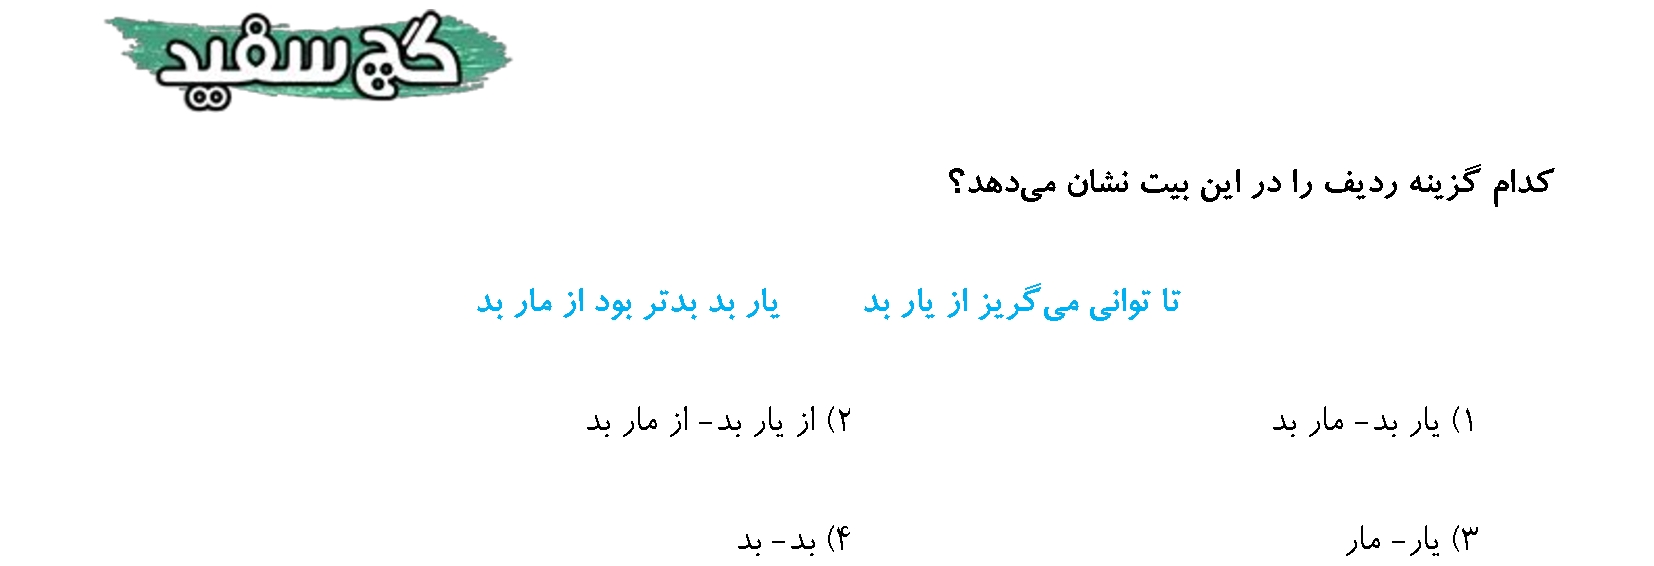 گچ سفید
کدام گزینه ردیف را در این بیت نشان می‌دهد؟
تا توانی می‌گریز از یار بد یار بد بدتر بود از مار بد
۱) یار بد- مار بد ۲) از یار بد- از مار بد
۳) یار- مار ۴) بد- بد